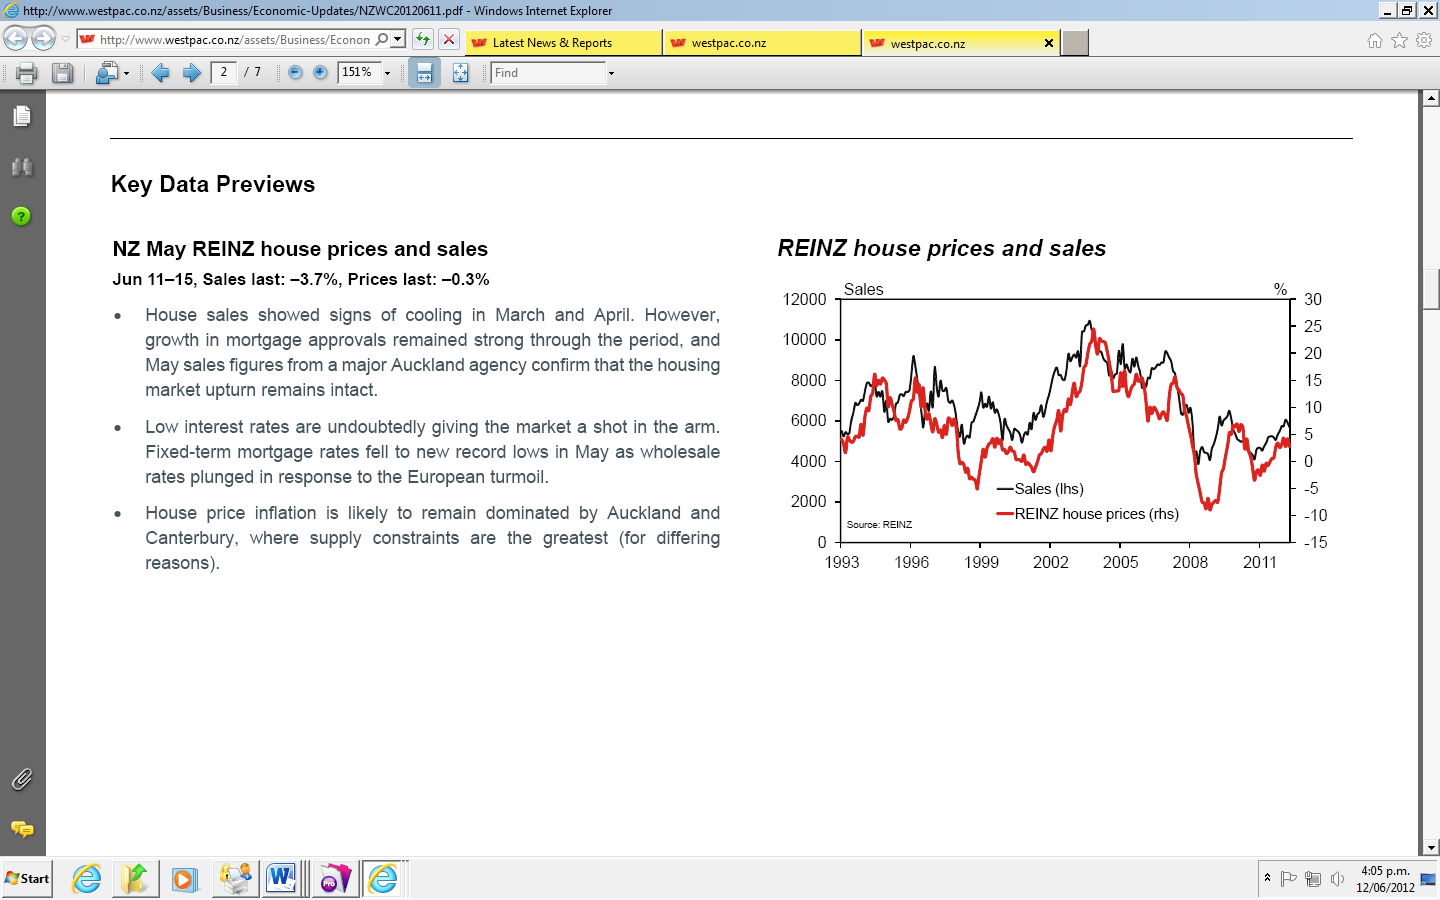 http://www.westpac.co.nz/assets/Business/Economic-Updates/NZWC20120611.pdf - Windows Internet Explorer
http://www.westpac.co.nz/assets/Business/Econom
Latest News & Reports
westpac.co.nz
westpac.co.nz
2 / 7
151%
Find
Key Data Previews
NZ May REINZ house prices and sales
Jun 11–15, Sales last: –3.7%, Prices last: –0.3%
• House sales showed signs of cooling in March and April. However,
growth in mortgage approvals remained strong through the period, and
May sales figures from a major Auckland agency confirm that the housing
market upturn remains intact.
• Low interest rates are undoubtedly giving the market a shot in the arm.
Fixed-term mortgage rates fell to new record lows in May as wholesale
rates plunged in response to the European turmoil.
• House price inflation is likely to remain dominated by Auckland and
Canterbury, where supply constraints are the greatest (for differing
reasons).
REINZ house prices and sales
Sales %
12000 30
25
10000
20
8000 15
10
6000
5
4000 0
-5
2000
-10
0 -15
Sales (lhs)
REINZ house prices (rhs)
Source: REINZ
1993 1996 1999 2002 2005 2008 2011
Start
Pro
4:05 p.m.
12/06/2012